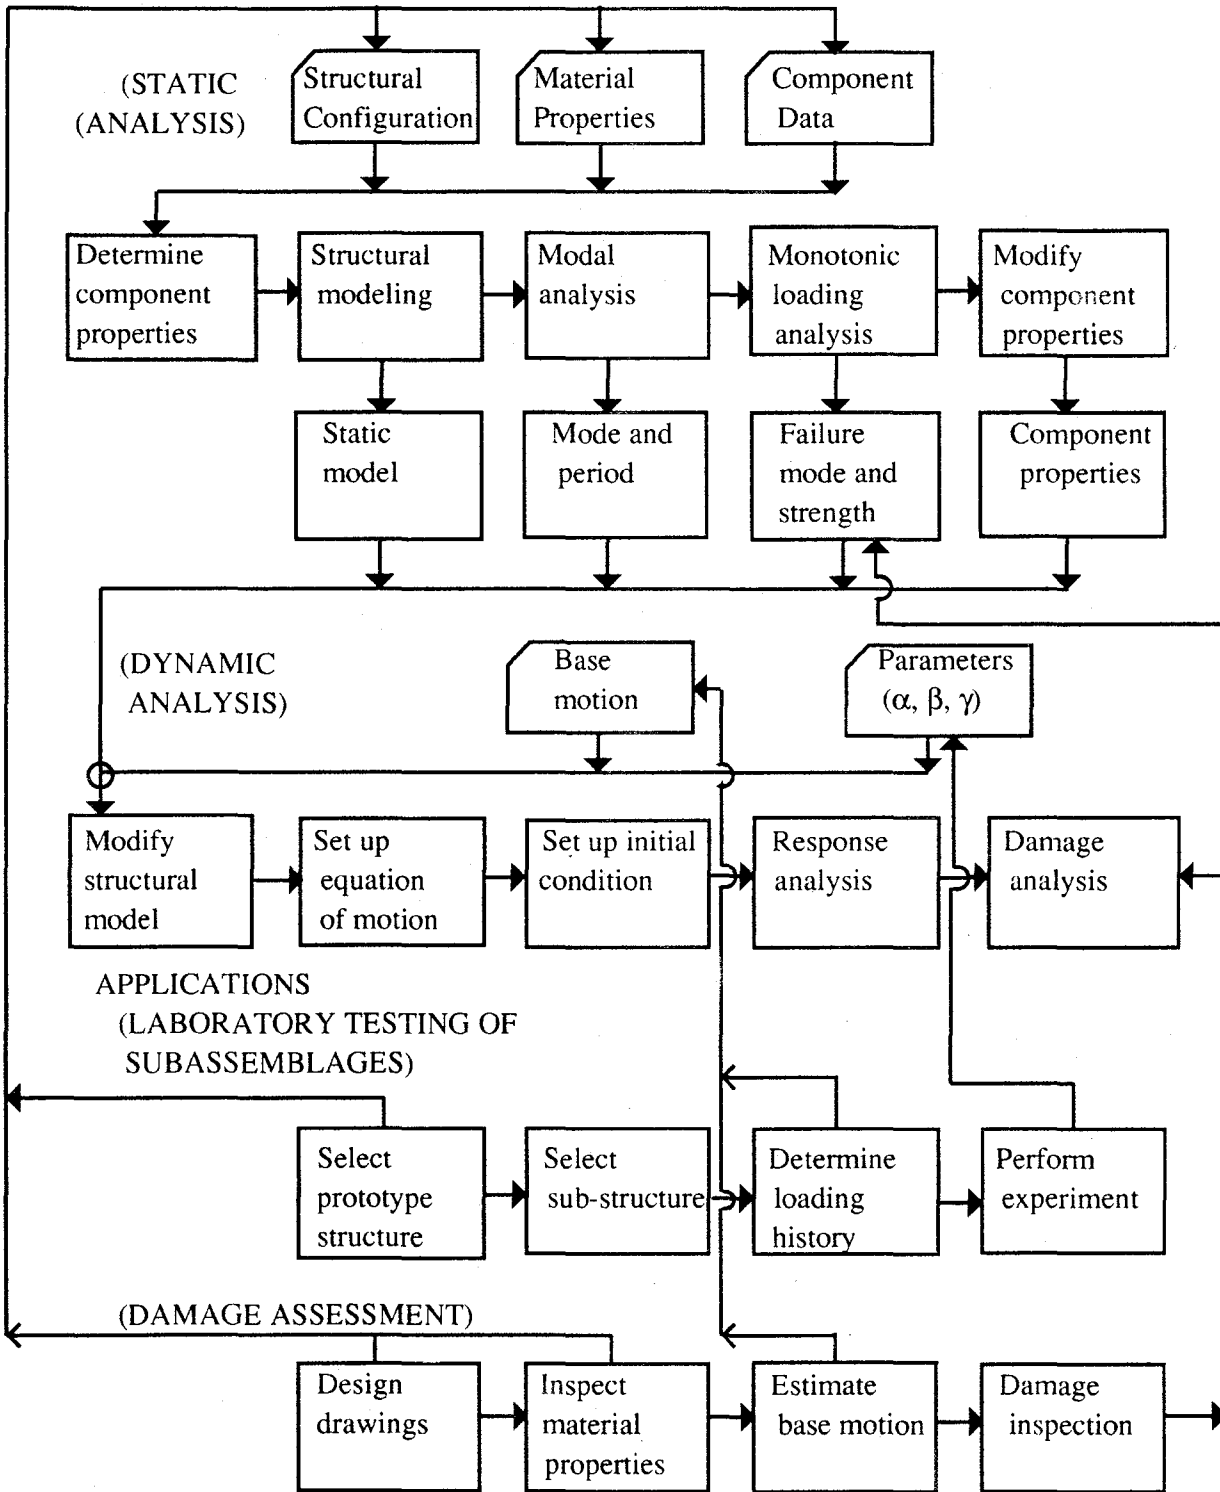 (STATIC
(ANALYSIS)
Structural
Configuration
Material
Properties
Component
Data
Determine
component
properties
Structural
modeling
Modal
analysis
Monotonic
loading
analysis
Modify
component
properties
Static
model
Mode and
period
Failure
mode and
strength
Component
properties
(DYNAMIC
ANALYSIS)
Base
motion
Parameters
(α, β, γ)
Modify
structural
model
Set up
equation
of motion
Set up initial
condition
Response
analysis
Damage
analysis
APPLICATIONS
(LABORATORY TESTING OF
SUBASSEMBLAGES)
Select
prototype
structure
Select
sub-structure
Determine
loading
history
Perform
experiment
(DAMAGE ASSESSMENT)
Design
drawings
Inspect
material
properties
Estimate
base motion
Damage
inspection